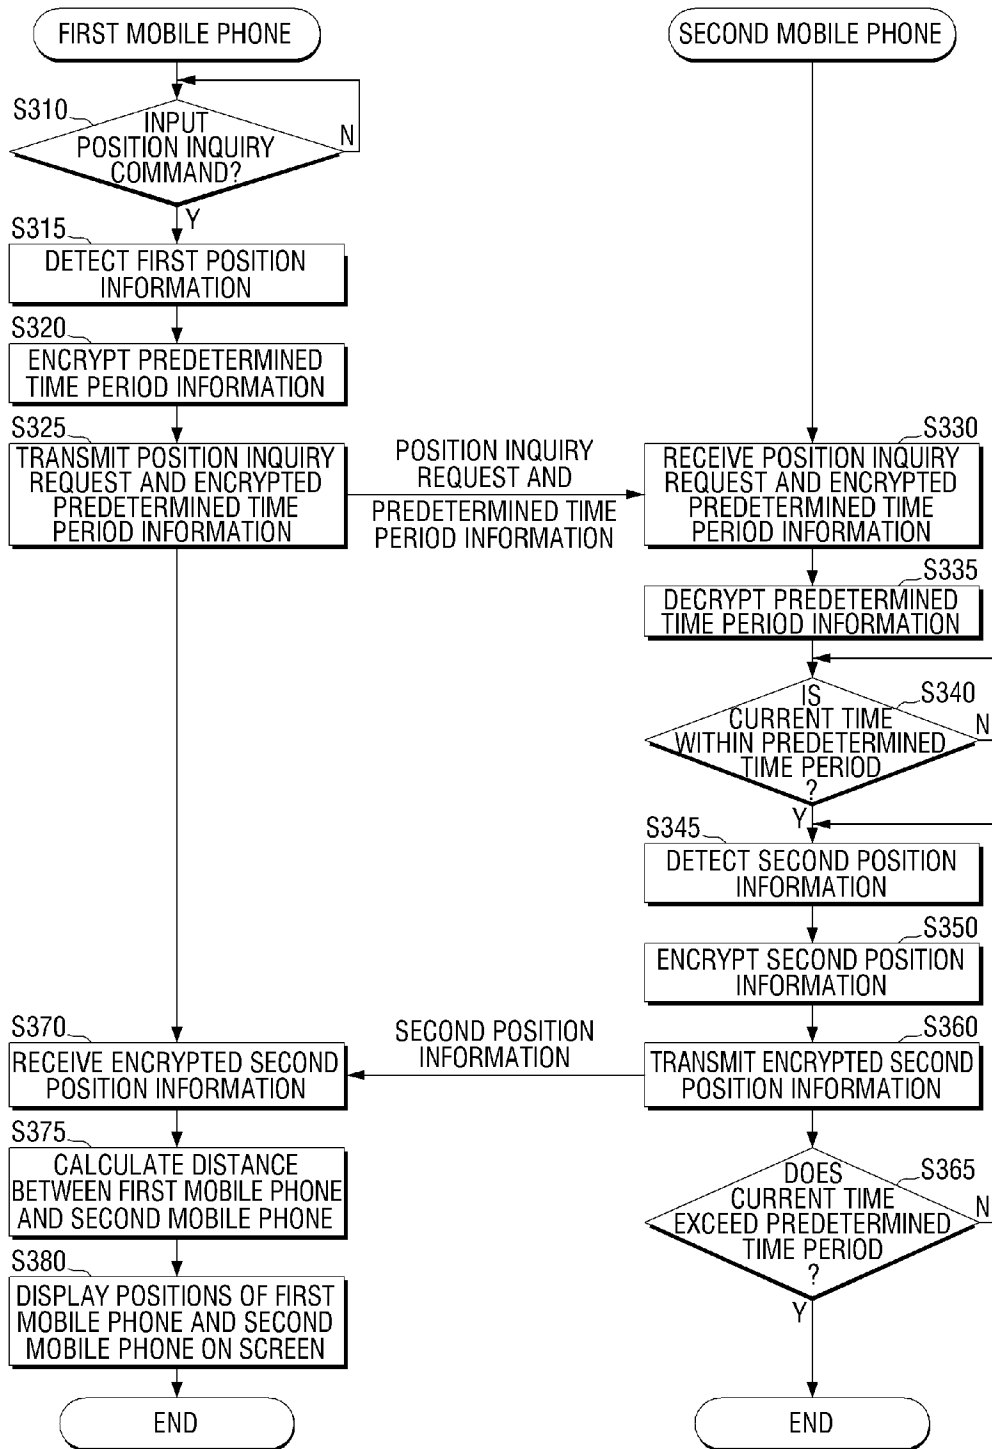 FIRST MOBILE PHONE
SECOND MOBILE PHONE
S310
INPUT
POSITION INQUIRY
COMMAND?
N
Y
S315
DETECT FIRST POSITION
INFORMATION
S320
ENCRYPT PREDETERMINED
TIME PERIOD INFORMATION
S325
TRANSMIT POSITION INQUIRY
REQUEST AND ENCRYPTED
PREDETERMINED TIME
PERIOD INFORMATION
POSITION INQUIRY
REQUEST AND
PREDETERMINED TIME
PERIOD INFORMATION
S330
RECEIVE POSITION INQUIRY
REQUEST AND ENCRYPTED
PREDETERMINED TIME
PERIOD INFORMATION
S335
DECRYPT PREDETERMINED
TIME PERIOD INFORMATION
S340
IS
CURRENT TIME
WITHIN PREDETERMINED
TIME PERIOD
?
N
Y
S345
DETECT SECOND POSITION
INFORMATION
S350
ENCRYPT SECOND POSITION
INFORMATION
S360
TRANSMIT ENCRYPTED SECOND
POSITION INFORMATION
SECOND POSITION
INFORMATION
S370
RECEIVE ENCRYPTED SECOND
POSITION INFORMATION
S375
CALCULATE DISTANCE
BETWEEN FIRST MOBILE PHONE
AND SECOND MOBILE PHONE
S365
DOES
CURRENT TIME
EXCEED PREDETERMINED
TIME PERIOD
?
N
Y
S380
DISPLAY POSITIONS OF FIRST
MOBILE PHONE AND SECOND
MOBILE PHONE ON SCREEN
END
END